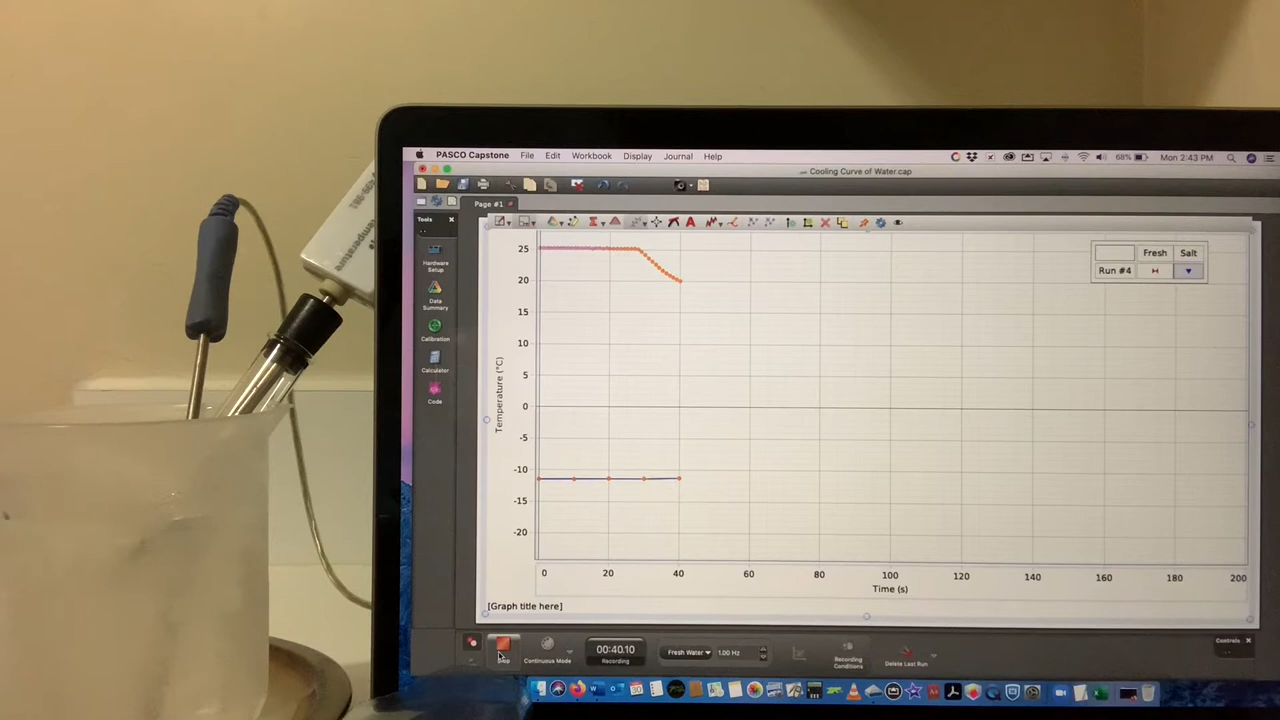 PASCO Capstone File Edit Workbook Display Journal Help 68% Mon 2:43 PM
Cooling Curve of Water.cap
Page #1
Tools
Hardware Setup
Data Summary
Calibration
Calculator
Code
Temperature (°C)
25
20
15
10
5
0
-5
-10
-15
-20
Fresh Salt
Run #4
0 20 40 60 80 100 120 140 160 180 200
Time (s)
[Graph title here]
Stop
Continuous Mode
00:40.10
Recording
Fresh Water 1.00 Hz
Recording Conditions
Delete Last Run
Controls
Temperature